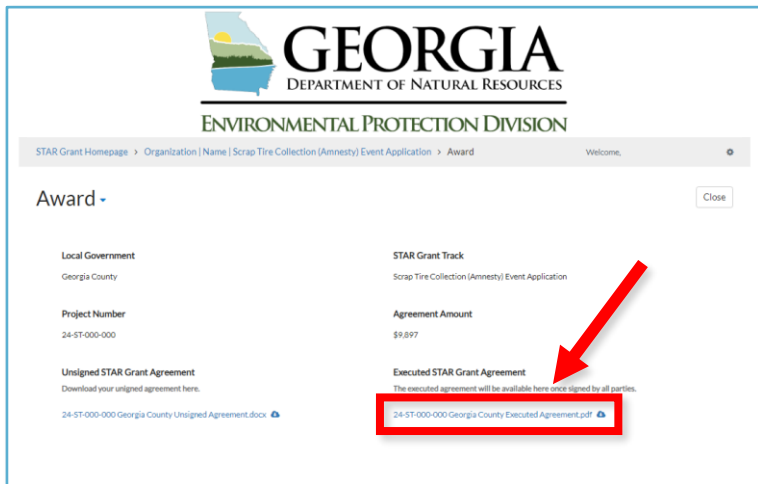 GEORGIA
DEPARTMENT OF NATURAL RESOURCES
ENVIRONMENTAL PROTECTION DIVISION
STAR Grant Homepage > Organization | Name | Scrap Tire Collection (Amnesty) Event Application > Award Welcome,
Award
Close
Local Government
Georgia County
STAR Grant Track
Scrap Tire Collection (Amnesty) Event Application
Project Number
24-ST-000-000
Agreement Amount
$9,897
Unsigned STAR Grant Agreement
Download your unigned agreement here.
24-ST-000-000 Georgia County Unsigned Agreement.docx
Executed STAR Grant Agreement
The executed agreement will be available here once signed by all parties.
24-ST-000-000 Georgia County Executed Agreement.pdf